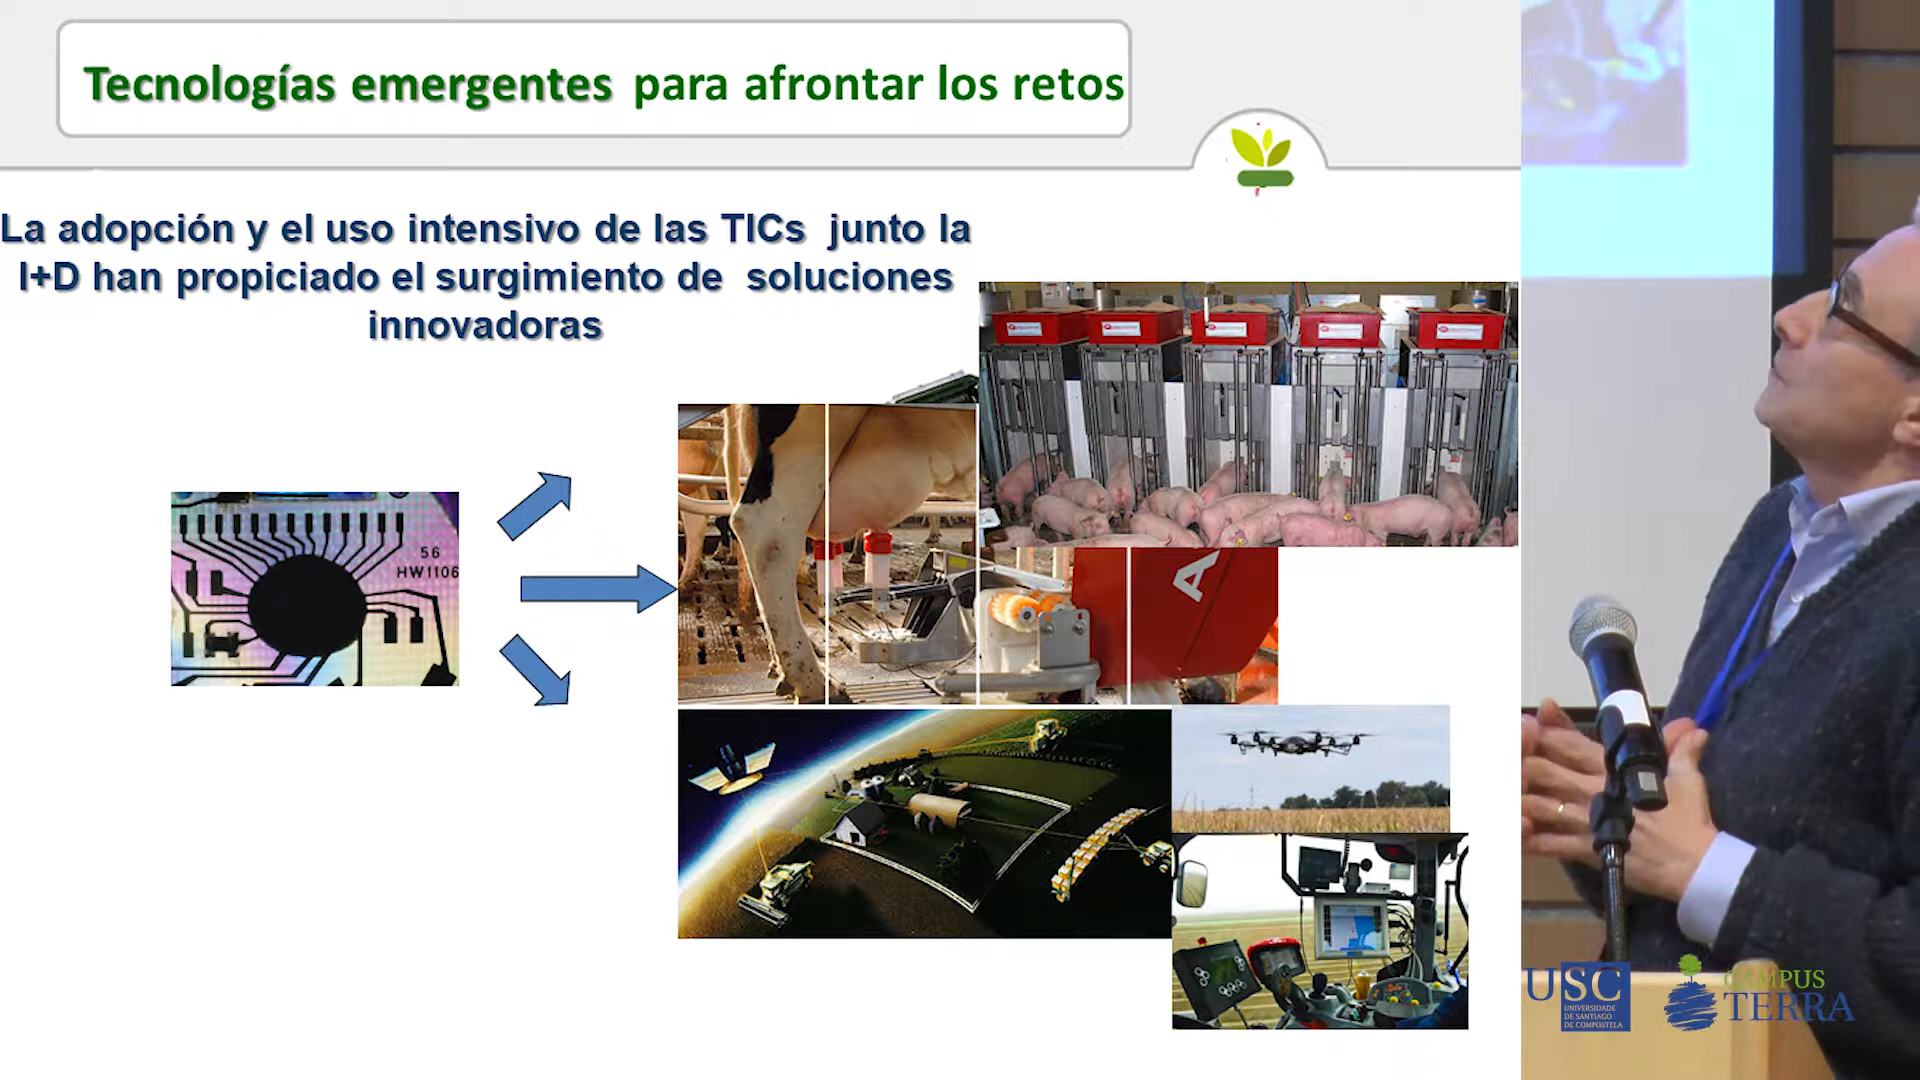 Tecnologías emergentes para afrontar los retos
La adopción y el uso intensivo de las TICs junto la
I+D han propiciado el surgimiento de soluciones
innovadoras
56
HW1106
A
USC
UNIVERSIDADE
DE SANTIAGO
DE COMPOSTELA
CAMPUS
TERRA